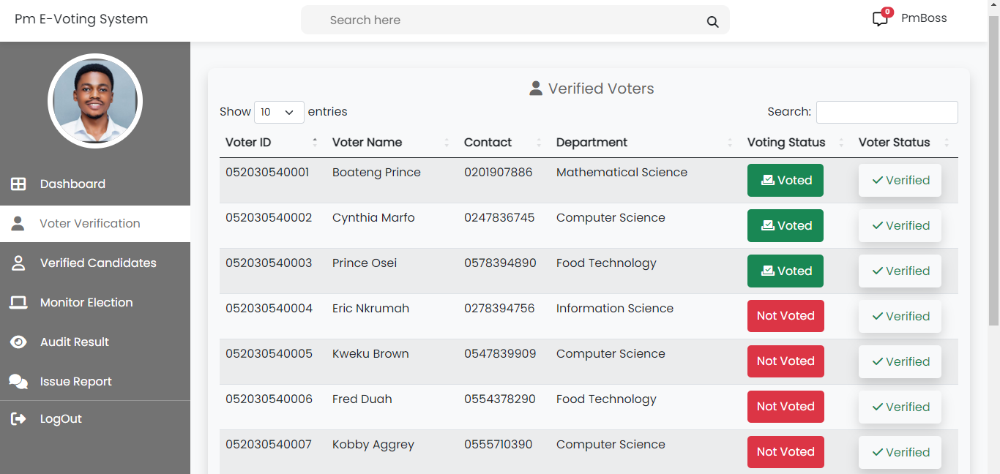 Pm E-Voting System
Search here
0
PmBoss
Dashboard
Voter Verification
Verified Candidates
Monitor Election
Audit Result
Issue Report
LogOut
Verified Voters
Show 10 entries
Search:
Voter ID Voter Name Contact Department Voting Status Voter Status
052030540001 Boateng Prince 0201907886 Mathematical Science Voted Verified
052030540002 Cynthia Marfo 0247836745 Computer Science Voted Verified
052030540003 Prince Osei 0578394890 Food Technology Voted Verified
052030540004 Eric Nkrumah 0278394756 Information Science Not Voted Verified
052030540005 Kweku Brown 0547839909 Computer Science Not Voted Verified
052030540006 Fred Duah 0554378290 Food Technology Not Voted Verified
052030540007 Kobby Aggrey 0555710390 Computer Science Not Voted Verified